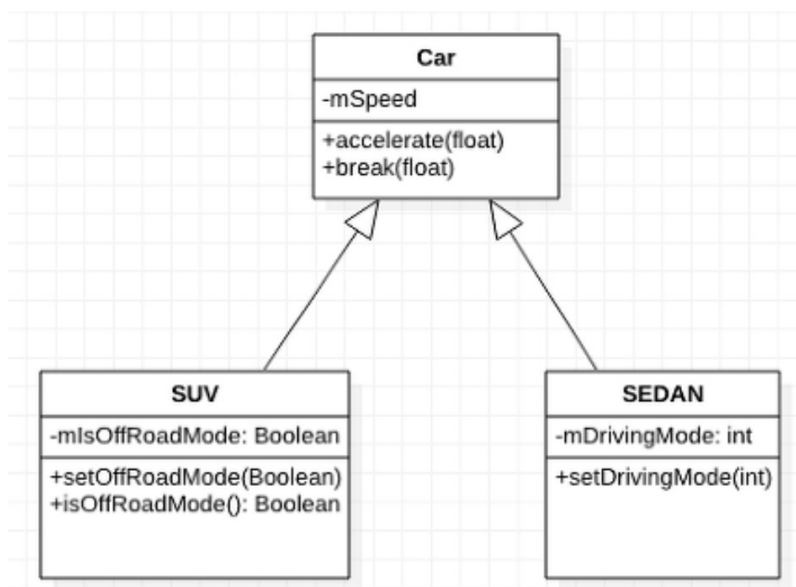 Car
-mSpeed
+accelerate(float)
+break(float)
SUV
-mIsOffRoadMode: Boolean
+setOffRoadMode(Boolean)
+isOffRoadMode(): Boolean
SEDAN
-mDrivingMode: int
+setDrivingMode(int)